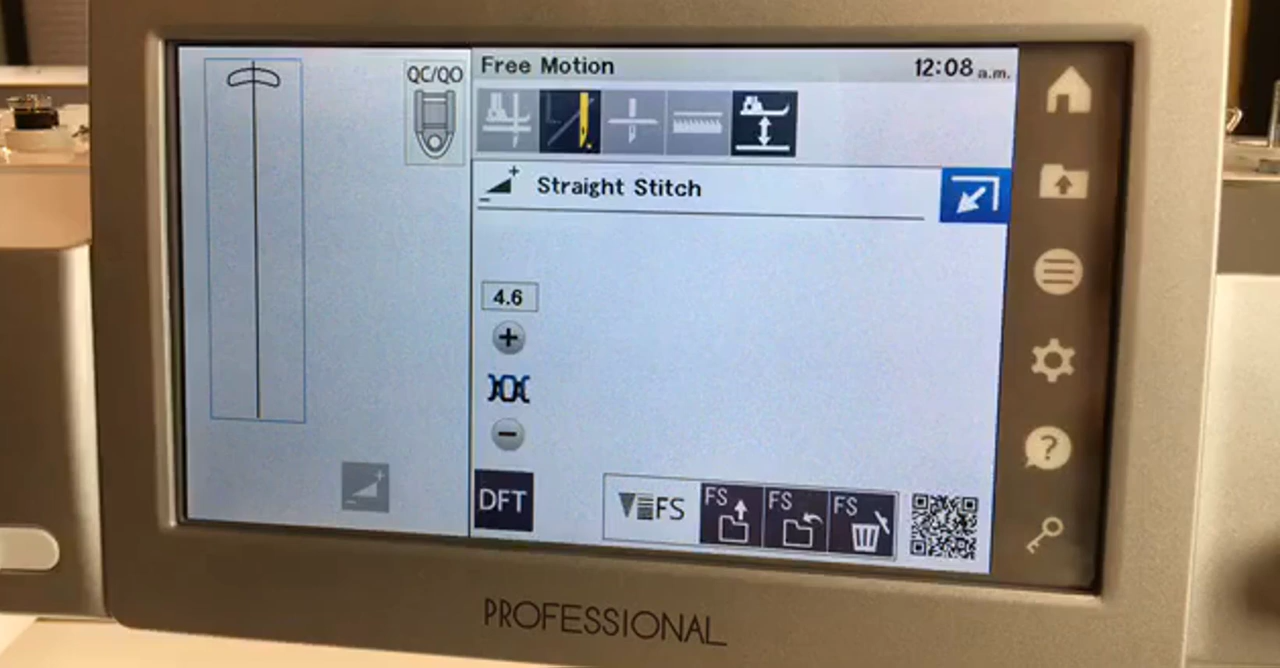 QC/QO
Free Motion
12:08 a.m.
Straight Stitch
4.6
DFT
FS
FS
FS
FS
PROFESSIONAL